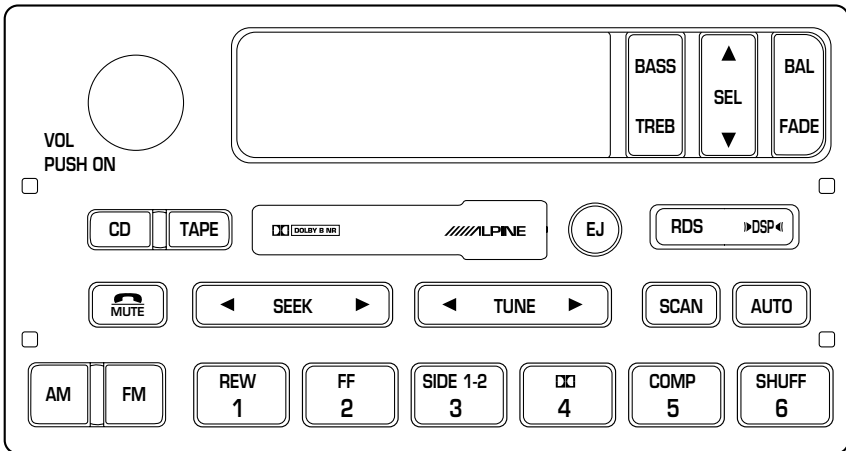 BASS
TREB
▲
SEL
▼
BAL
FADE
VOL
PUSH ON
CD
TAPE
DOLBY B NR
ALPINE
EJ
RDS
DSP
MUTE
◄ SEEK ►
◄ TUNE ►
SCAN
AUTO
AM
FM
REW
1
FF
2
SIDE 1-2
3
4
COMP
5
SHUFF
6